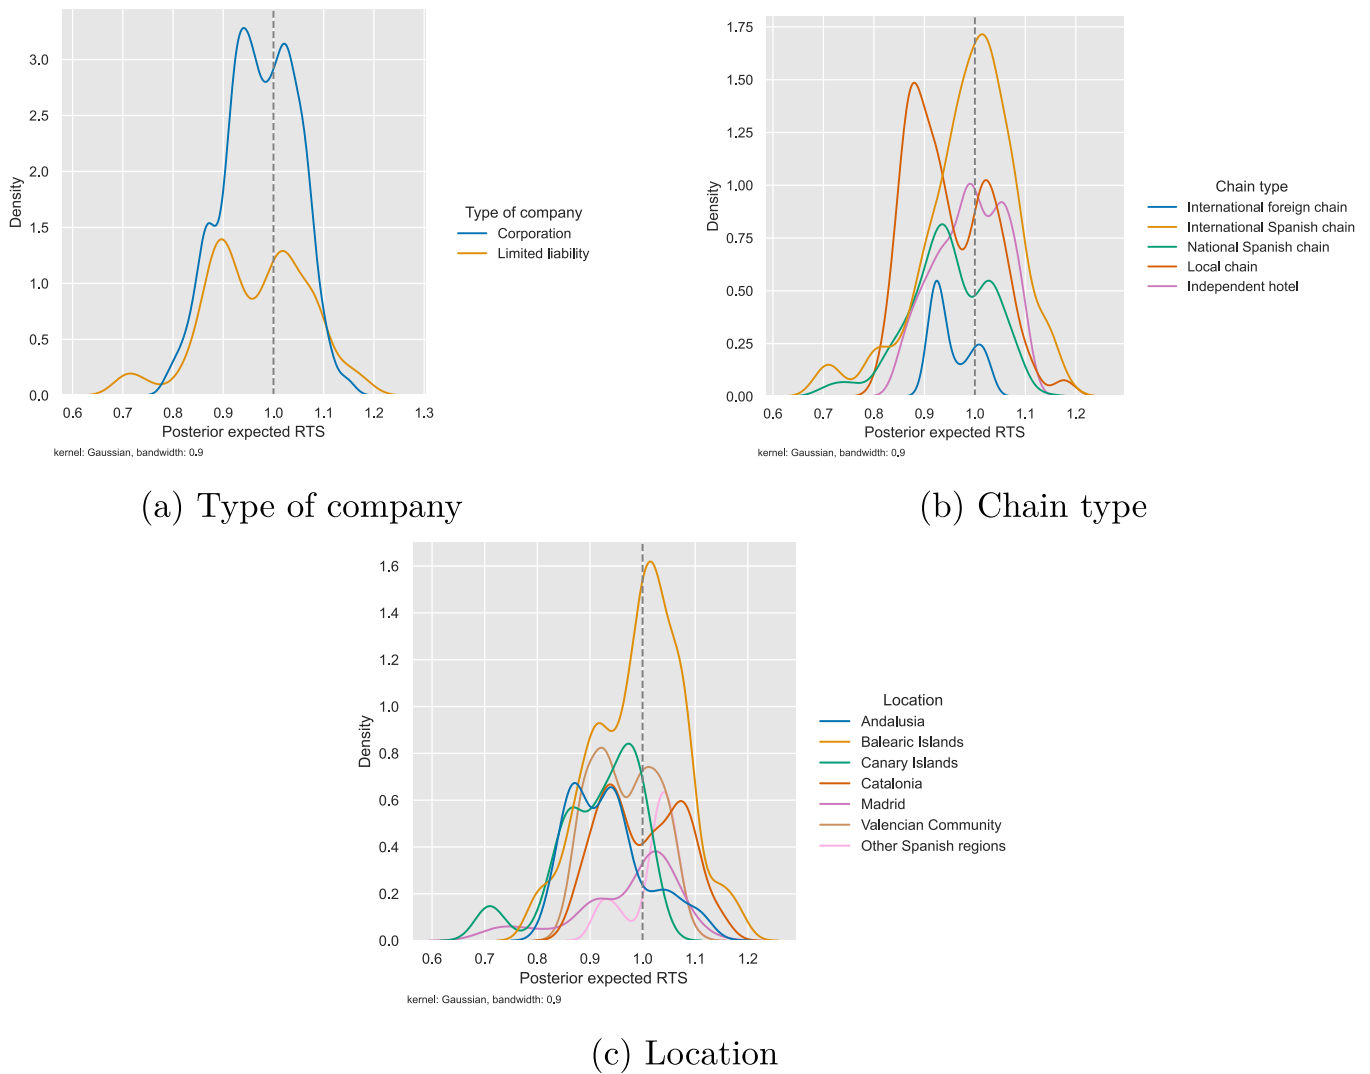 3.0
2.5
2.0
1.5
1.0
0.5
0.0
Density
0.6 0.7 0.8 0.9 1.0 1.1 1.2 1.3
Posterior expected RTS
kernel: Gaussian, bandwidth: 0.9
Type of company
Corporation
Limited liability
(a) Type of company
1.75
1.50
1.25
1.00
0.75
0.50
0.25
0.00
Density
0.6 0.7 0.8 0.9 1.0 1.1 1.2
Posterior expected RTS
kernel: Gaussian, bandwidth: 0.9
Chain type
International foreign chain
International Spanish chain
National Spanish chain
Local chain
Independent hotel
(b) Chain type
1.6
1.4
1.2
1.0
0.8
0.6
0.4
0.2
0.0
Density
0.6 0.7 0.8 0.9 1.0 1.1 1.2
Posterior expected RTS
kernel: Gaussian, bandwidth: 0.9
Location
Andalusia
Balearic Islands
Canary Islands
Catalonia
Madrid
Valencian Community
Other Spanish regions
(c) Location